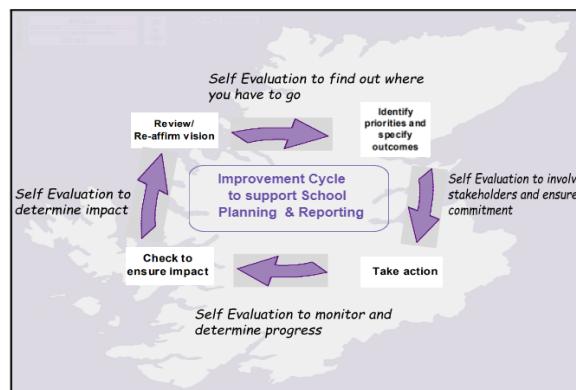 Self Evaluation to find out where
you have to go
Review/
Re-affirm vision
Identify
priorities and
specify
outcomes
Self Evaluation to
determine impact
Improvement Cycle
to support School
Planning & Reporting
Self Evaluation to involv
stakeholders and ensure
commitment
Check to
ensure impact
Take action
Self Evaluation to monitor and
determine progress